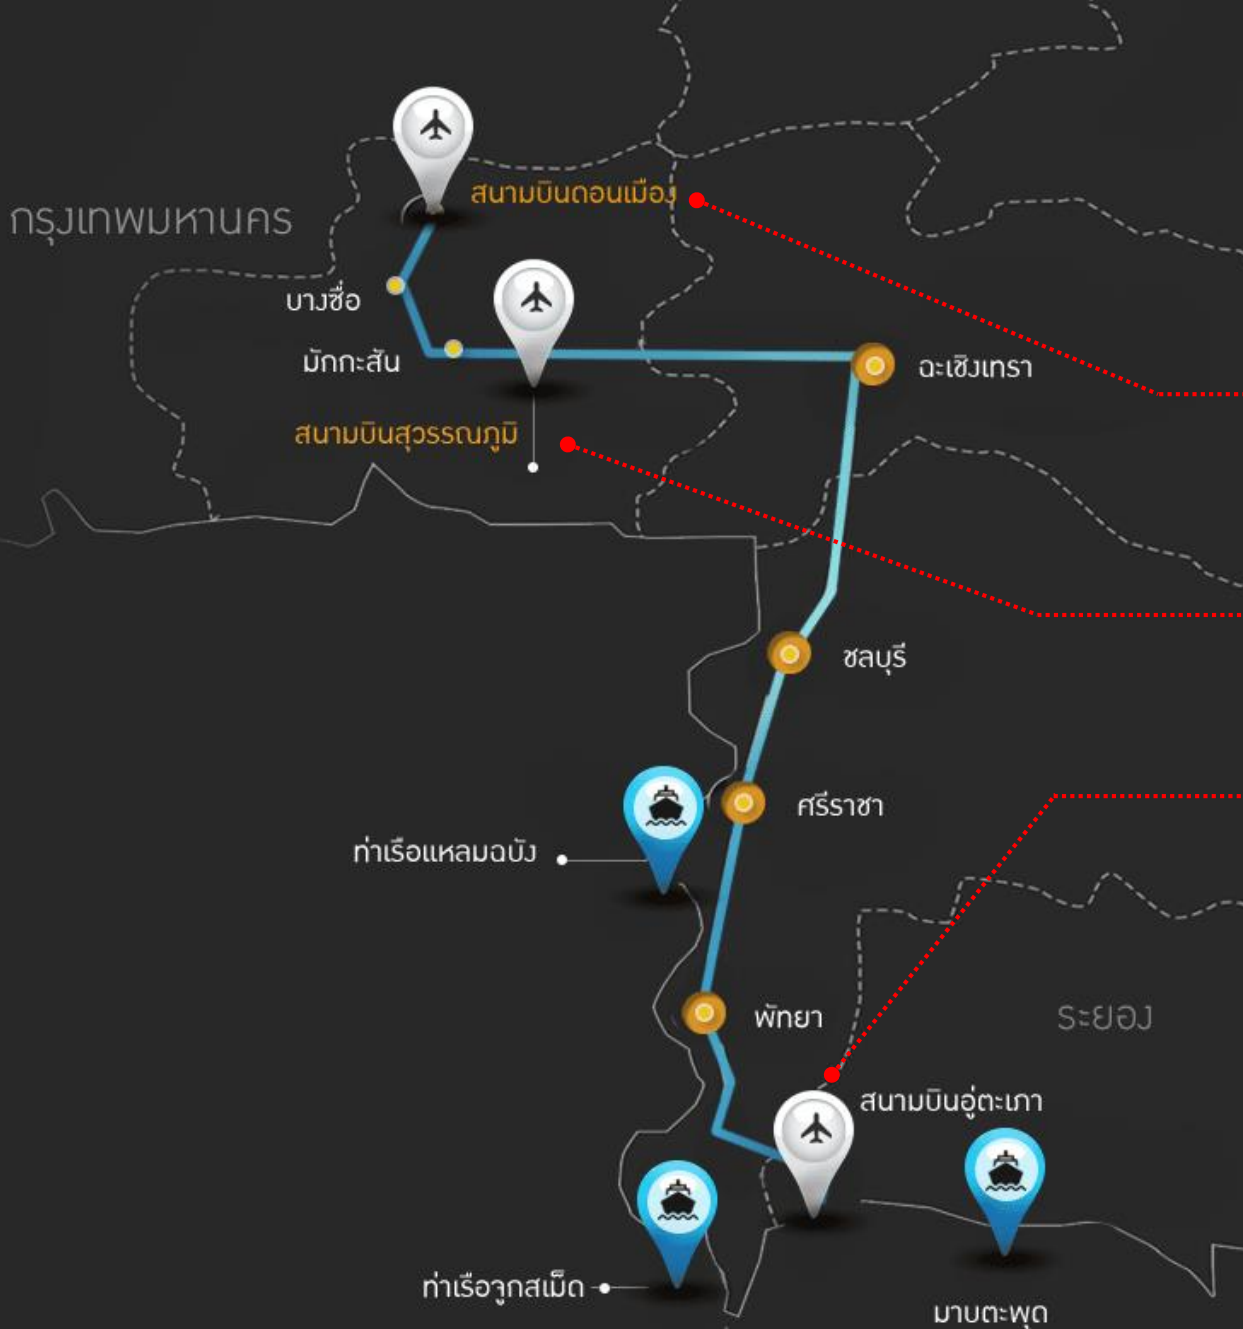 สนามบินดอนเมือง
กรุงเทพมหานคร
บางซื่อ
มักกะสัน
ฉะเชิงเทรา
สนามบินสุวรรณภูมิ
ชลบุรี
ศรีราชา
ท่าเรือแหลมฉบัง
พัทยา
ระยอง
สนามบินอู่ตะเภา
ท่าเรือจุกสเม็ด
มาบตะพุด